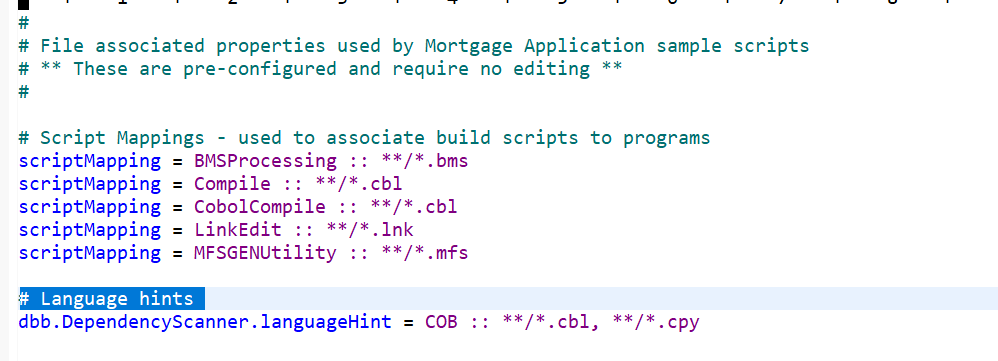 #
# File associated properties used by Mortgage Application sample scripts
# ** These are pre-configured and require no editing **
#
# Script Mappings - used to associate build scripts to programs
scriptMapping = BMSProcessing :: **/*.bms
scriptMapping = Compile :: **/*.cbl
scriptMapping = CobolCompile :: **/*.cbl
scriptMapping = LinkEdit :: **/*.lnk
scriptMapping = MFSGENUtility :: **/*.mfs
# Language hints
dbb.DependencyScanner.languageHint = COB :: **/*.cbl, **/*.cpy